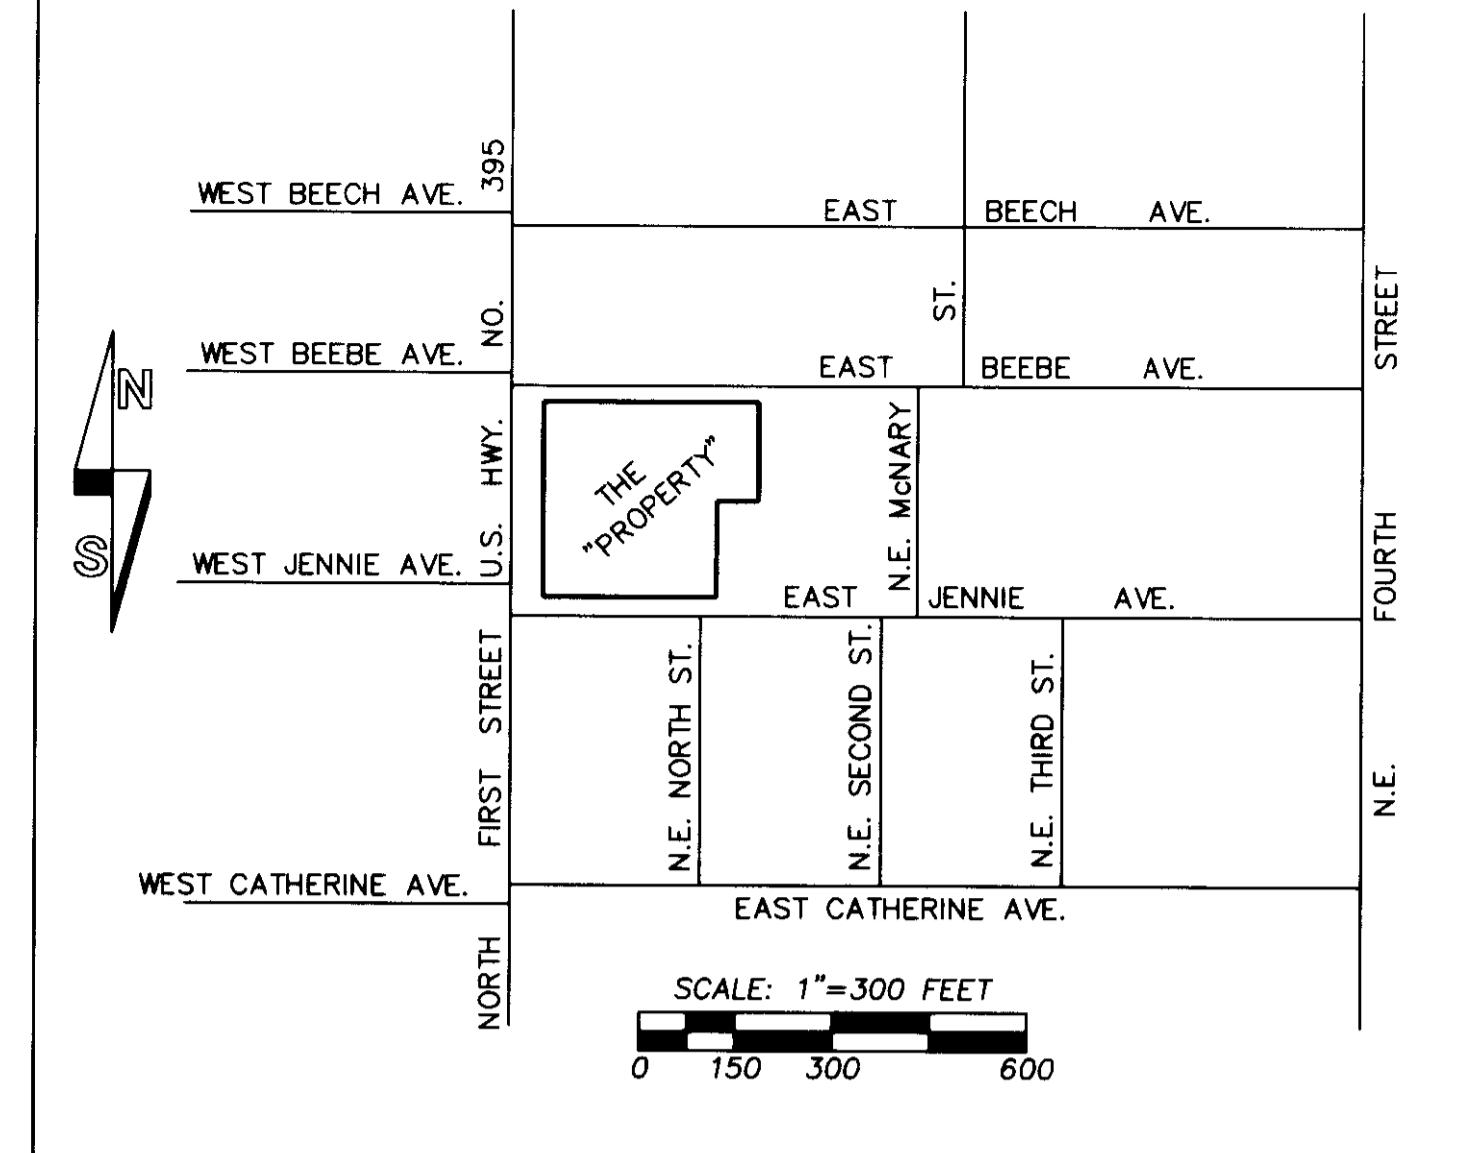 WEST BEECH AVE.
EAST BEECH AVE.
WEST BEEBE AVE.
EAST BEEBE AVE.
WEST JENNIE AVE.
EAST JENNIE AVE.
WEST CATHERINE AVE.
EAST CATHERINE AVE.
NORTH FIRST STREET U.S. HWY. NO. 395
N.E. McNARY ST.
N.E. FOURTH STREET
N
S
THE
"PROPERTY"
N.E. NORTH ST.
N.E. SECOND ST.
N.E. THIRD ST.
SCALE: 1"=300 FEET
0 150 300 600